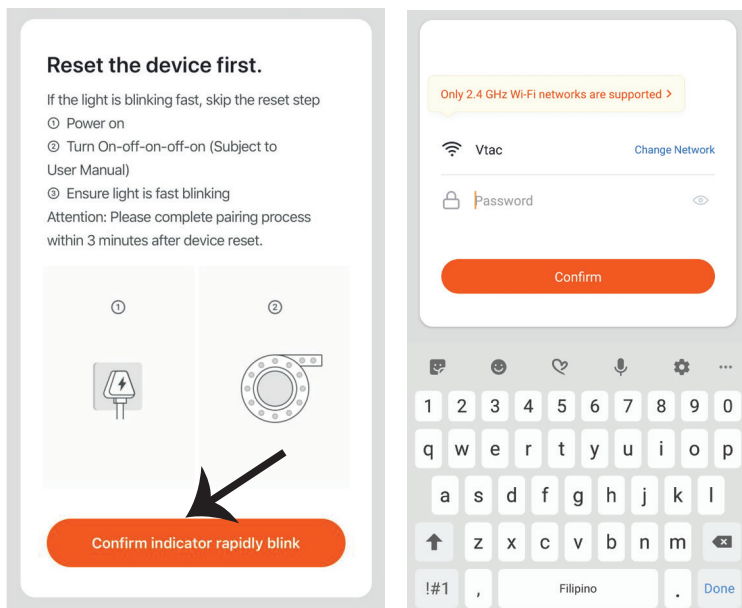 Reset the device first.
If the light is blinking fast, skip the reset step
① Power on
② Turn On-off-on-off-on (Subject to
User Manual)
③ Ensure light is fast blinking
Attention: Please complete pairing process
within 3 minutes after device reset.
①
②
Confirm indicator rapidly blink
Only 2.4 GHz Wi-Fi networks are supported >
Vtac Change Network
Password
Confirm
1 2 3 4 5 6 7 8 9 0
q w e r t y u i o p
a s d f g h j k l
z x c v b n m
!#1 , Filipino . Done